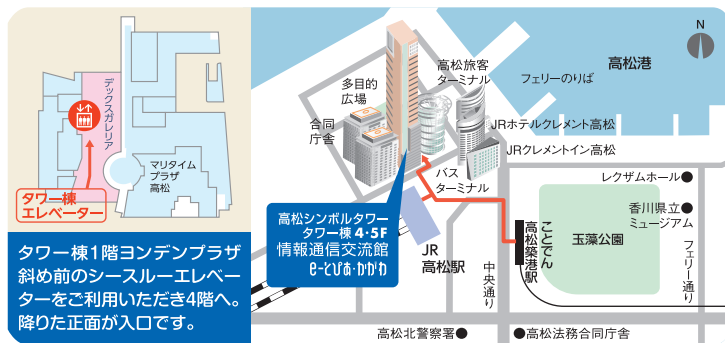 デックスガレリア
マリタイム
プラザ
高松
タワー棟
エレベーター
タワー棟1階ヨンデンプラザ
斜め前のシースルーエレベー
ターをご利用いただき4階へ。
降りた正面が入口です。
N
高松港
フェリーのりば
高松旅客
ターミナル
多目的
広場
合同
庁舎
JRホテルクレメント高松
JRクレメントイン高松
バス
ターミナル
レクザムホール
香川県立
ミュージアム
玉藻公園
高松シンボルタワー
タワー棟4・5F
情報通信交流館
e-とぴあ・かがわ
JR
高松駅
ことでん
高松築港駅
中央通り
フェリー通り
高松北警察署
高松法務合同庁舎